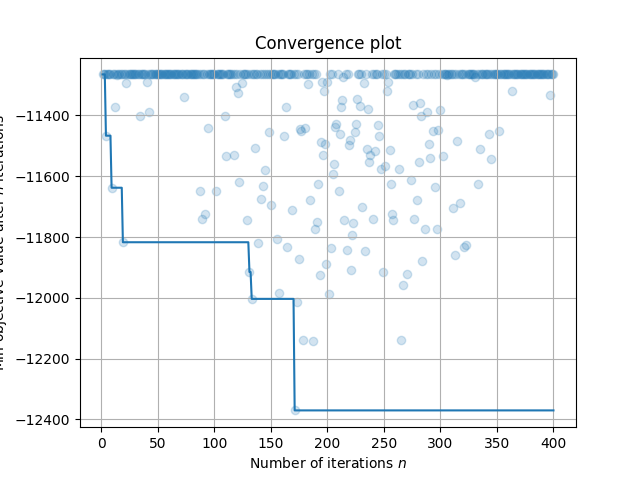 Convergence plot
−11400
−11600
−11800
−12000
−12200
−12400
0 50 100 150 200 250 300 350 400
Number of iterations n
objective value after n iterations